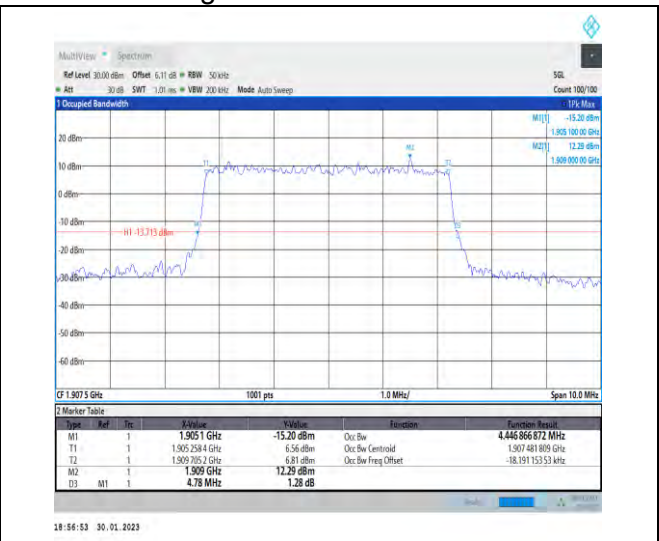 MultiView Spectrum
Ref Level 30.00 dBm Offset 6.11 dB RBW 50 kHz SGL
Att 30 dB SWT 1.01 ms VBW 200 kHz Mode Auto Sweep Count 100/100
1 Occupied Bandwidth 1Pk Max
M1[1] -15.20 dBm
1.905 100 00 GHz
M2[1] 12.29 dBm
1.909 000 00 GHz
20 dBm
M2
T1 T2
10 dBm
0 dBm
-10 dBm
H1 -13.713 dBm
M1
D3
-20 dBm
-30 dBm
-40 dBm
-50 dBm
-60 dBm
CF 1.907 5 GHz 1001 pts 1.0 MHz/ Span 10.0 MHz
2 Marker Table
Type Ref Trc X-Value Y-Value Function Function Result
M1 1 1.905 1 GHz -15.20 dBm Occ Bw 4.446 866 872 MHz
T1 1 1.905 258 4 GHz 6.56 dBm Occ Bw Centroid 1.907 481 809 GHz
T2 1 1.909 705 2 GHz 6.81 dBm Occ Bw Freq Offset -18.191 153 53 kHz
M2 1 1.909 GHz 12.29 dBm
D3 M1 1 4.78 MHz 1.28 dB
18:56:53 30.01.2023